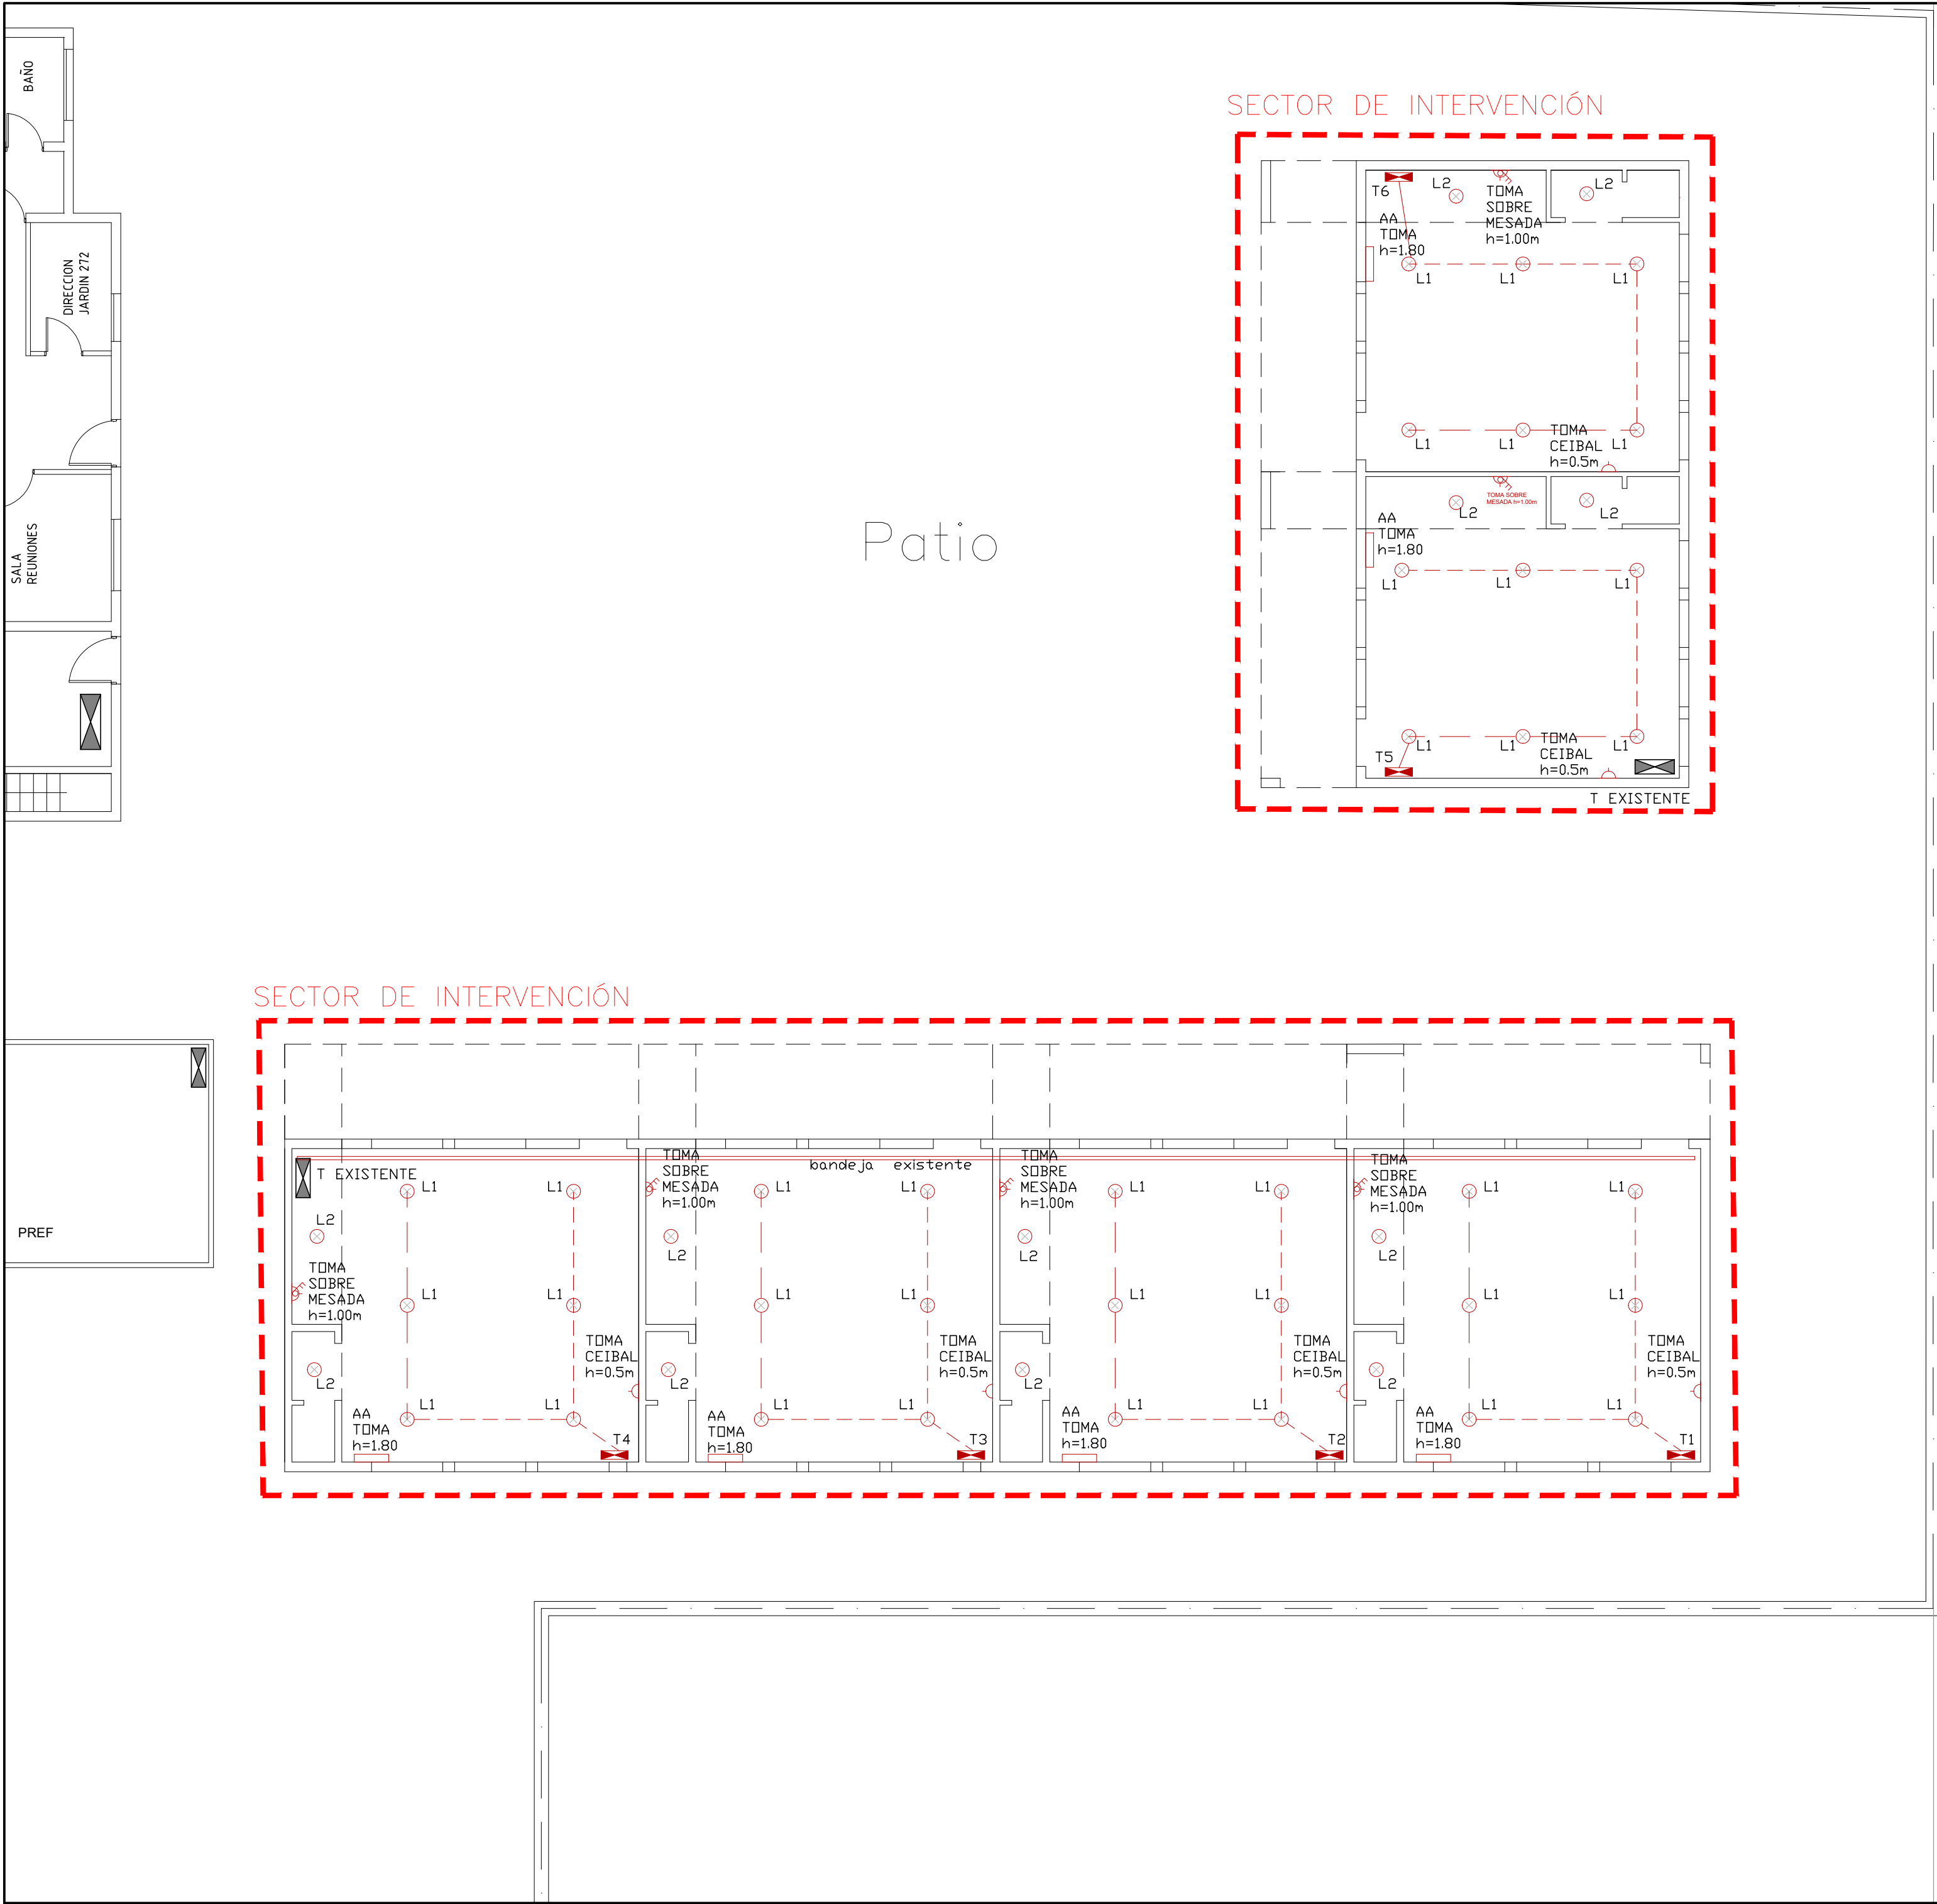 BAÑO
DIRECCION
JARDIN 272
SALA
REUNIONES
Patio
SECTOR DE INTERVENCIÓN
T6
L2
TOMA
SOBRE
MESADA
h=1.00m
L2
AA
TOMA
h=1.80
L1
L1
L1
L1
L1
L1
TOMA
CEIBAL
h=0.5m
L2
TOMA SOBRE
MESADA h=1.00m
L2
AA
TOMA
h=1.80
L1
L1
L1
T5
L1
L1
L1
TOMA
CEIBAL
h=0.5m
T EXISTENTE
SECTOR DE INTERVENCIÓN
PREF
bandeja existente
T EXISTENTE
L1
L1
L2
TOMA
SOBRE
MESADA
h=1.00m
L1
L1
TOMA
CEIBAL
h=0.5m
L2
L1
L1
AA
TOMA
h=1.80
T4
TOMA
SOBRE
MESADA
h=1.00m
L1
L1
L2
L1
L1
TOMA
CEIBAL
h=0.5m
L2
L1
L1
AA
TOMA
h=1.80
T3
TOMA
SOBRE
MESADA
h=1.00m
L1
L1
L2
L1
L1
TOMA
CEIBAL
h=0.5m
L2
L1
L1
AA
TOMA
h=1.80
T2
TOMA
SOBRE
MESADA
h=1.00m
L1
L1
L2
L1
L1
TOMA
CEIBAL
h=0.5m
L2
L1
L1
AA
TOMA
h=1.80
T1